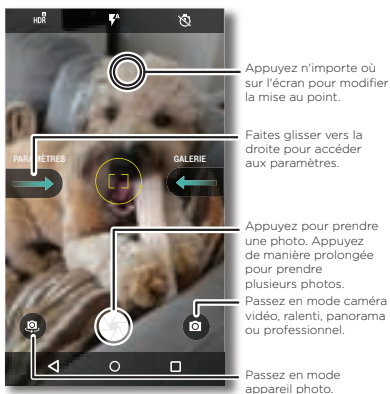 HDR
A
Appuyez n'importe où
sur l'écran pour modifier
la mise au point.
Faites glisser vers la
droite pour accéder
aux paramètres.
PARAMÈTRES
GALERIE
Appuyez pour prendre
une photo. Appuyez
de manière prolongée
pour prendre
plusieurs photos.
Passez en mode caméra
vidéo, ralenti, panorama
ou professionnel.
Passez en mode
appareil photo.